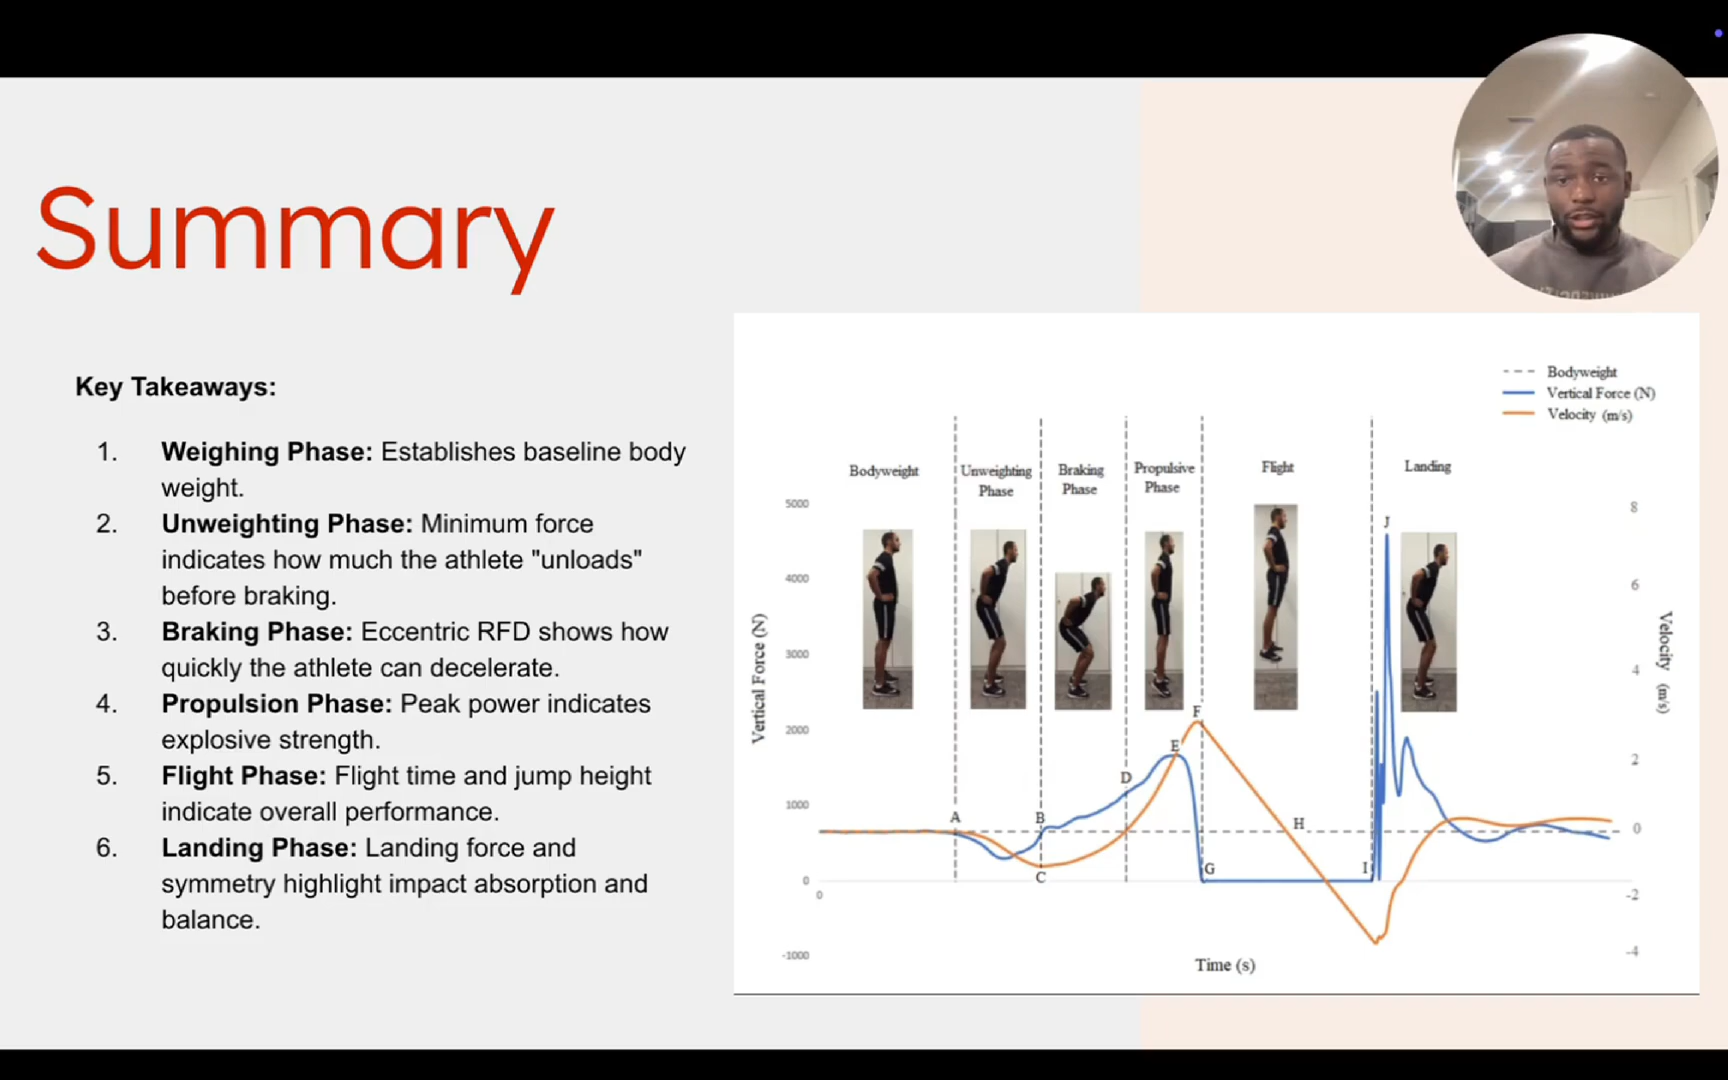 Summary
Key Takeaways:
1. Weighing Phase: Establishes baseline body
weight.
2. Unweighting Phase: Minimum force
indicates how much the athlete "unloads"
before braking.
3. Braking Phase: Eccentric RFD shows how
quickly the athlete can decelerate.
4. Propulsion Phase: Peak power indicates
explosive strength.
5. Flight Phase: Flight time and jump height
indicate overall performance.
6. Landing Phase: Landing force and
symmetry highlight impact absorption and
balance.
Bodyweight
Vertical Force (N)
Velocity (m/s)
Bodyweight
Unweighting
Phase
Braking
Phase
Propulsive
Phase
Flight
Landing
5000
4000
3000
2000
1000
0
-1000
Vertical Force (N)
0
A
B
C
D
E
F
G
H
I
J
8
6
4
2
0
-2
-4
Velocity (m/s)
Time (s)